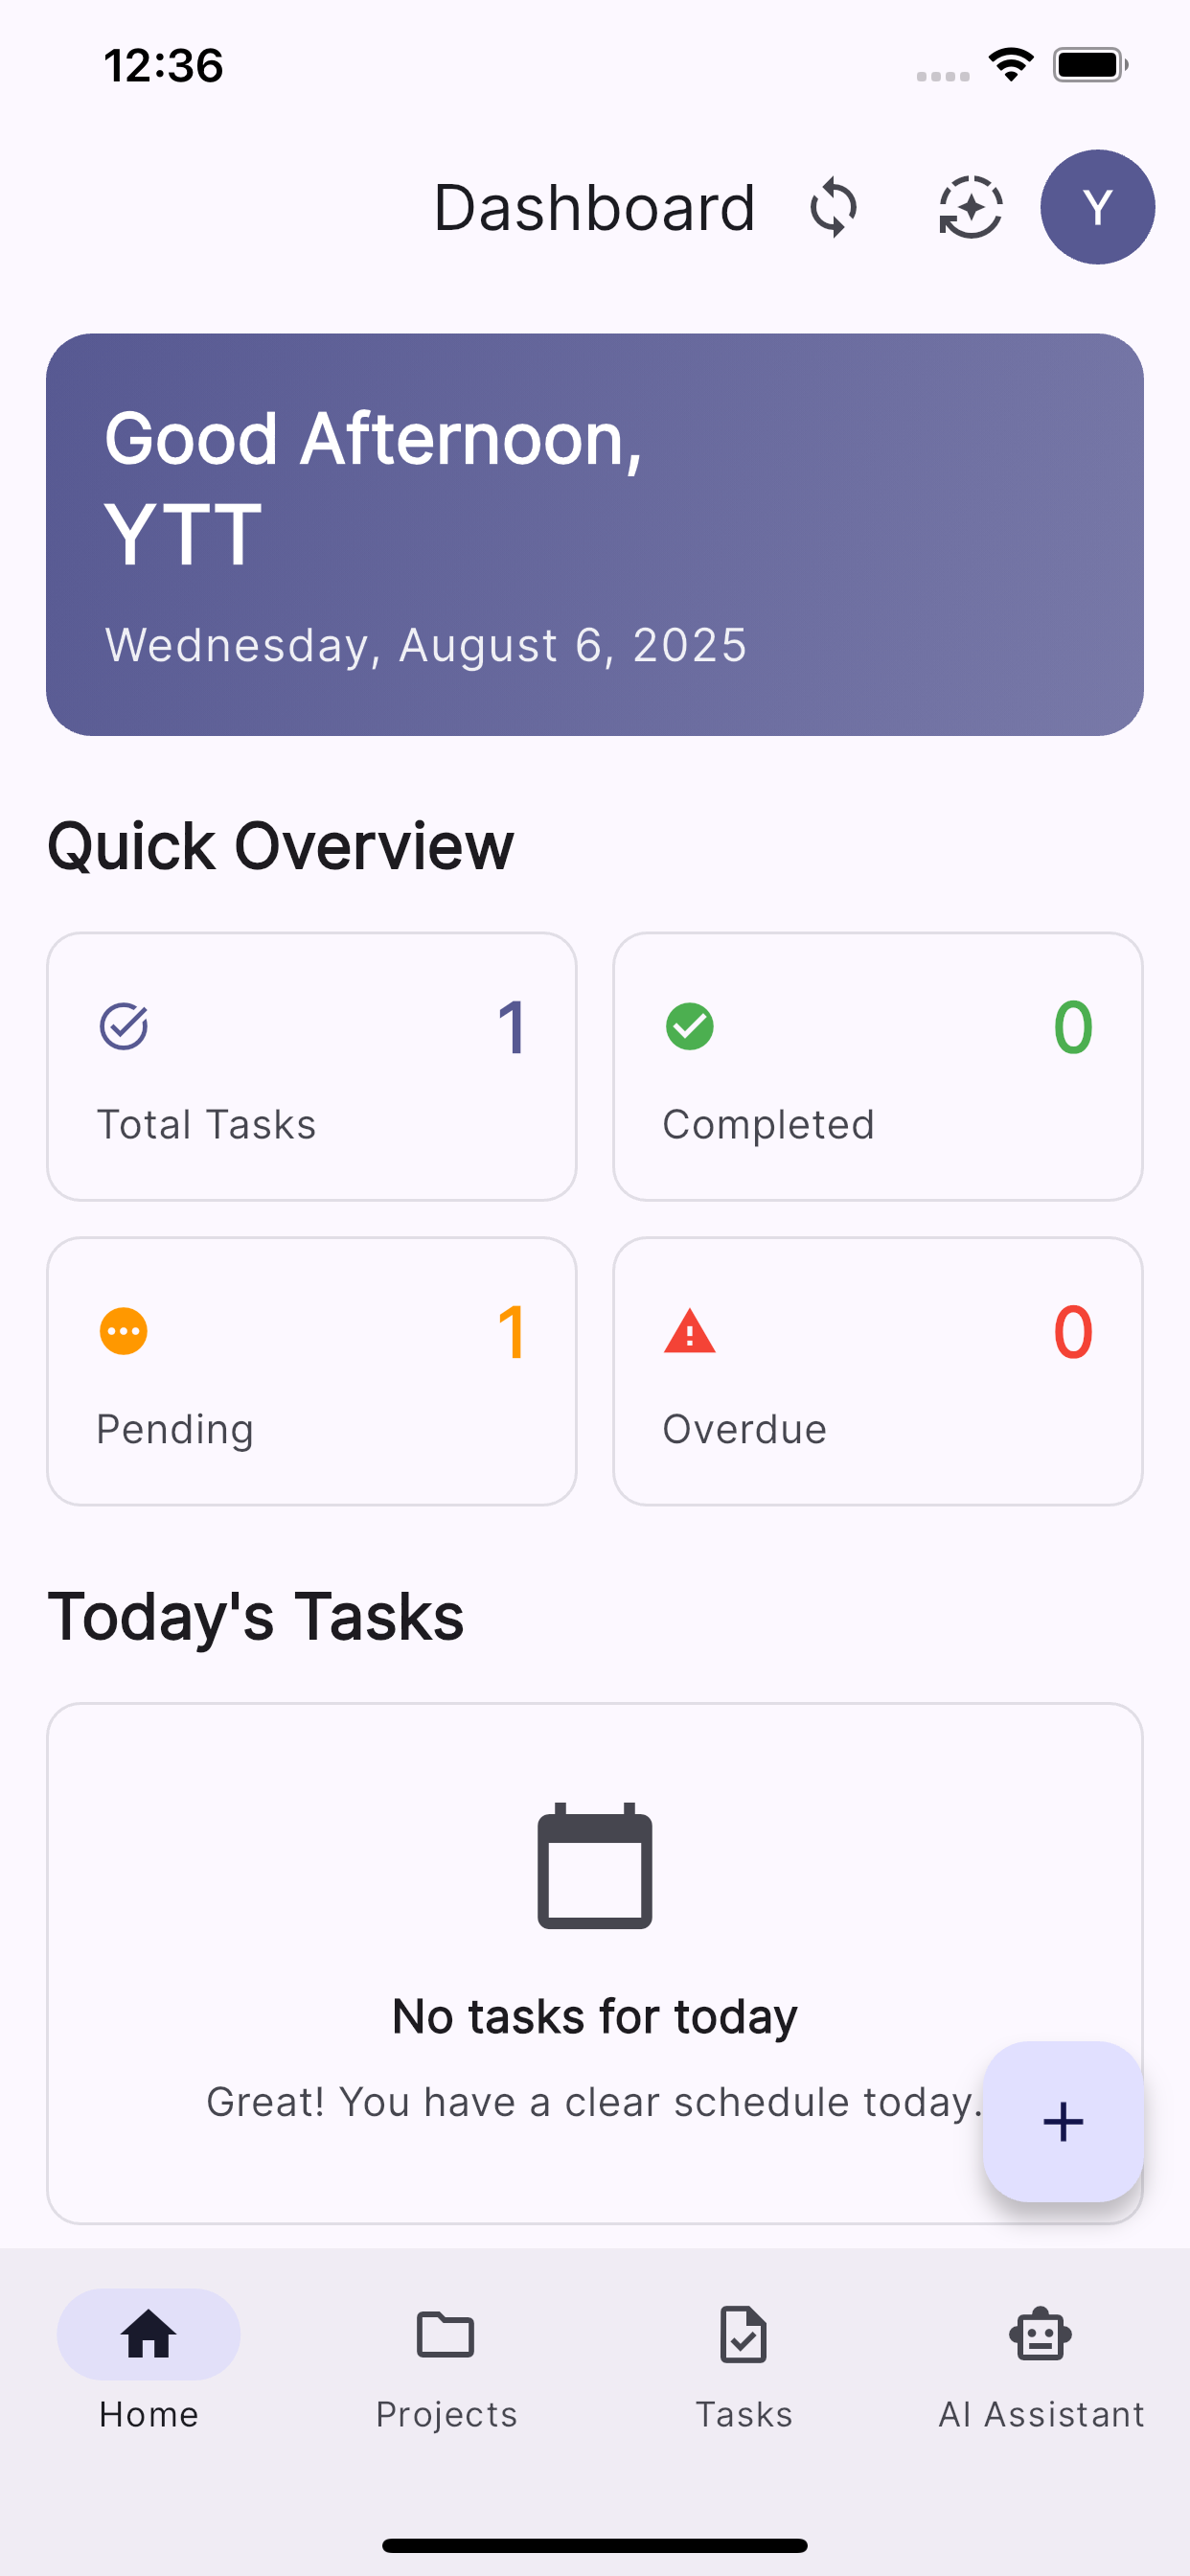 12:36
Dashboard
Y
Good Afternoon,
YTT
Wednesday, August 6, 2025
Quick Overview
1
Total Tasks
0
Completed
1
Pending
0
Overdue
Today's Tasks
No tasks for today
Great! You have a clear schedule today.
+
Home
Projects
Tasks
AI Assistant